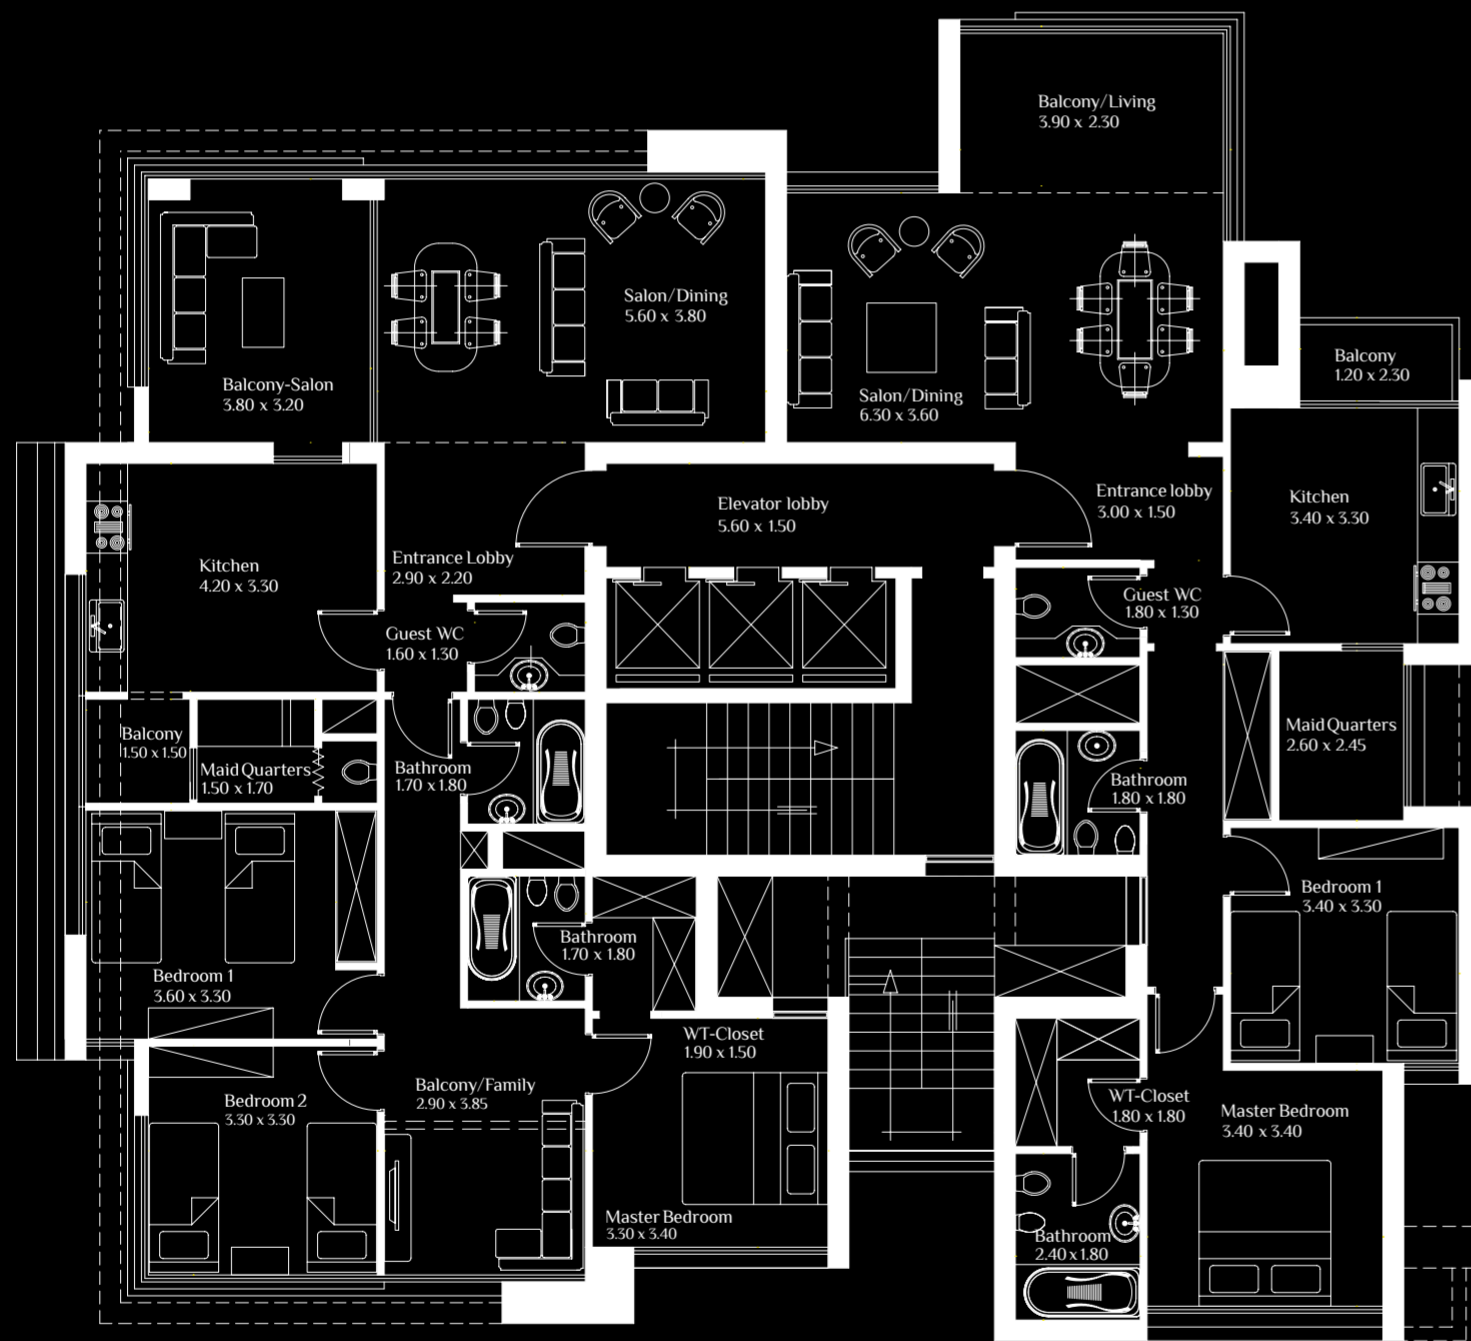 Balcony/Living
3.90 x 2.30
Salon/Dining
5.60 x 3.80
Balcony
1.20 x 2.30
Balcony-Salon
3.80 x 3.20
Salon/Dining
6.30 x 3.60
Elevator lobby
5.60 x 1.50
Entrance lobby
3.00 x 1.50
Kitchen
3.40 x 3.30
Kitchen
4.20 x 3.30
Entrance Lobby
2.90 x 2.20
Guest WC
1.80 x 1.30
Guest WC
1.60 x 1.30
Balcony
1.50 x 1.50
Maid Quarters
1.50 x 1.70
Bathroom
1.70 x 1.80
Bathroom
1.80 x 1.80
Maid Quarters
2.60 x 2.45
Bedroom 1
3.40 x 3.30
Bathroom
1.70 x 1.80
Bedroom 1
3.60 x 3.30
WT-Closet
1.90 x 1.50
Bedroom 2
3.30 x 3.30
Balcony/Family
2.90 x 3.85
WT-Closet
1.80 x 1.80
Master Bedroom
3.40 x 3.40
Master Bedroom
3.30 x 3.40
Bathroom
2.40 x 1.80